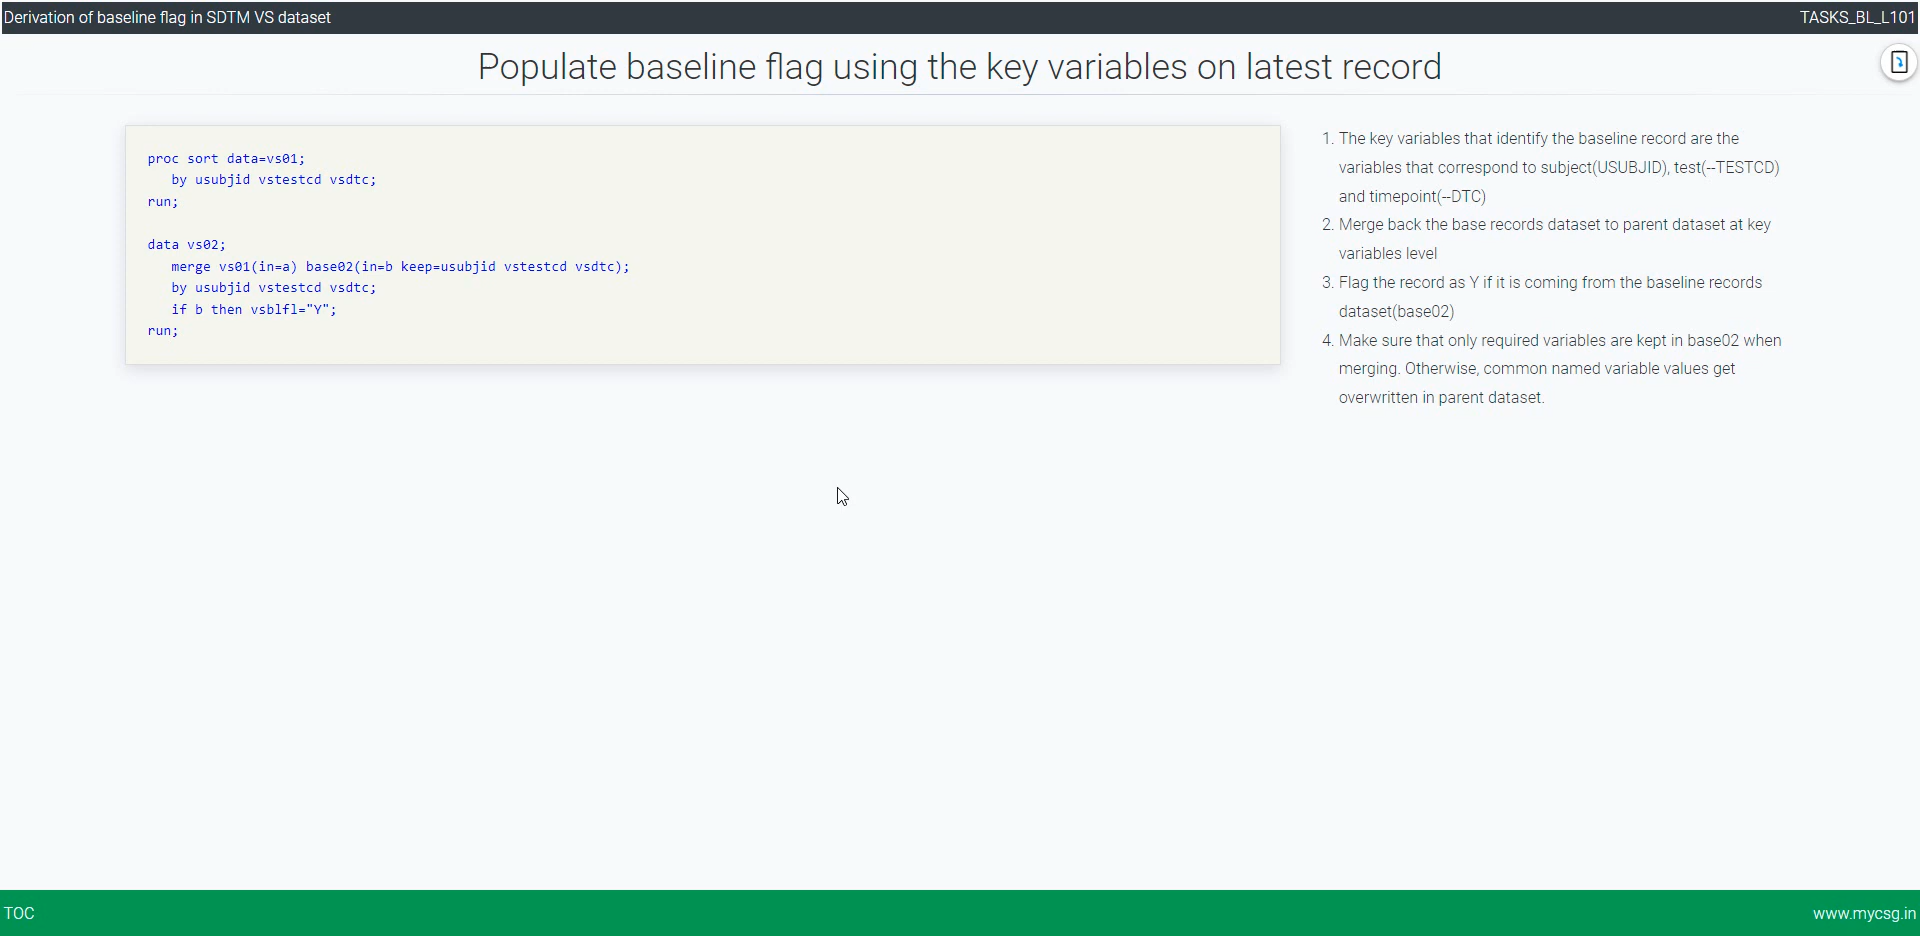 Derivation of baseline flag in SDTM VS dataset
TASKS_BL_L101
Populate baseline flag using the key variables on latest record
proc sort data=vs01;
   by usubjid vstestcd vsdtc;
run;

data vs02;
   merge vs01(in=a) base02(in=b keep=usubjid vstestcd vsdtc);
   by usubjid vstestcd vsdtc;
   if b then vsblfl="Y";
run;
1. The key variables that identify the baseline record are the
variables that correspond to subject(USUBJID), test(--TESTCD)
and timepoint(--DTC)
2. Merge back the base records dataset to parent dataset at key
variables level
3. Flag the record as Y if it is coming from the baseline records
dataset(base02)
4. Make sure that only required variables are kept in base02 when
merging. Otherwise, common named variable values get
overwritten in parent dataset.
TOC
www.mycsg.in